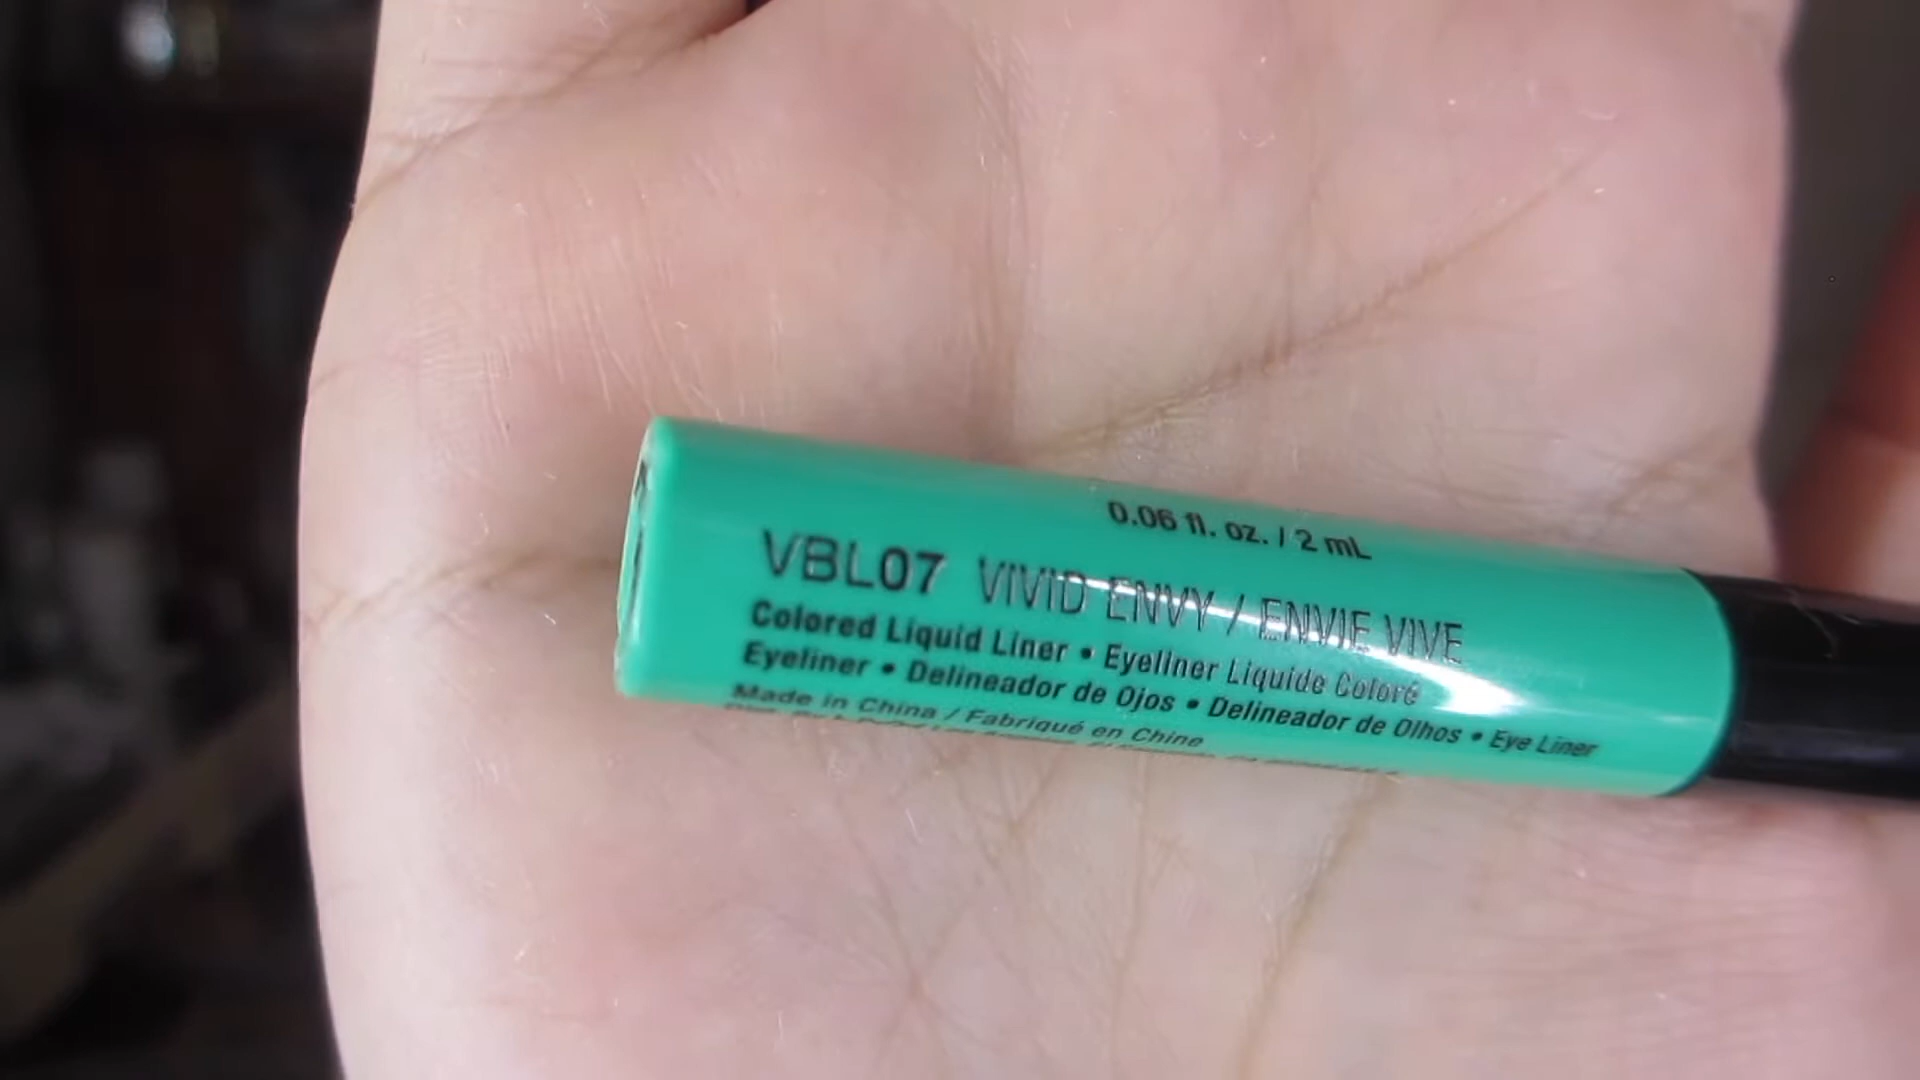 0.06 fl. oz. / 2 mL
VBL07 VIVID ENVY / ENVIE VIVE
Colored Liquid Liner • Eyeliner Liquide Coloré
Eyeliner • Delineador de Ojos • Delineador de Olhos • Eye Liner
Made in China / Fabriqué en Chine